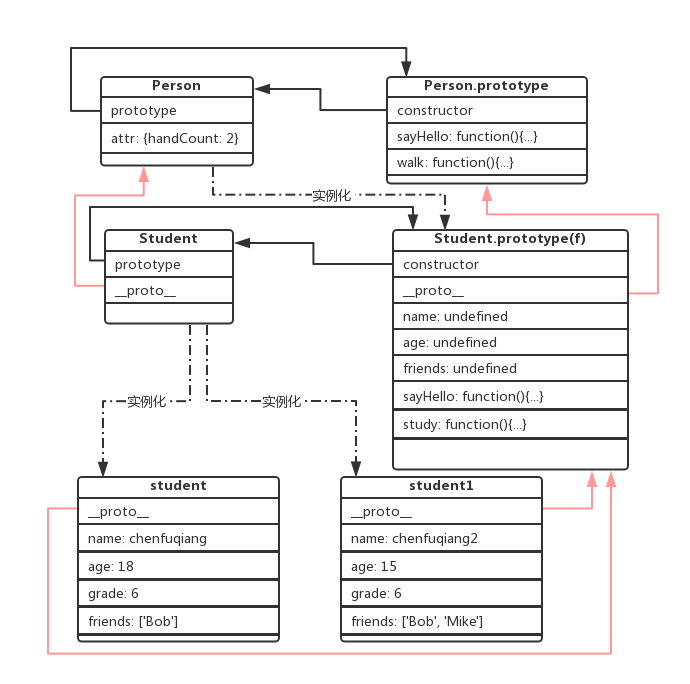 Person
prototype
attr: {handCount: 2}
Person.prototype
constructor
sayHello: function(){...}
walk: function(){...}
实例化
Student
prototype
__proto__
Student.prototype(f)
constructor
__proto__
name: undefined
age: undefined
friends: undefined
sayHello: function(){...}
study: function(){...}
实例化
实例化
student
__proto__
name: chenfuqiang
age: 18
grade: 6
friends: ['Bob']
student1
__proto__
name: chenfuqiang2
age: 15
grade: 6
friends: ['Bob', 'Mike']